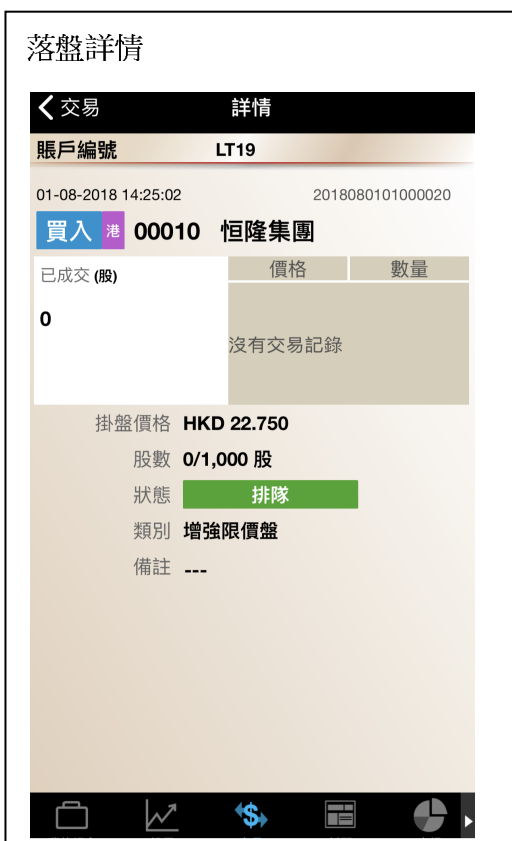 落盤詳情
交易 詳情
賬戶編號 LT19
01-08-2018 14:25:02 2018080101000020
買入 港 00010 恒隆集團
已成交 (股) 價格 數量
0
沒有交易記錄
掛盤價格 HKD 22.750
股數 0/1,000 股
狀態 排隊
類別 增強限價盤
備註 ---